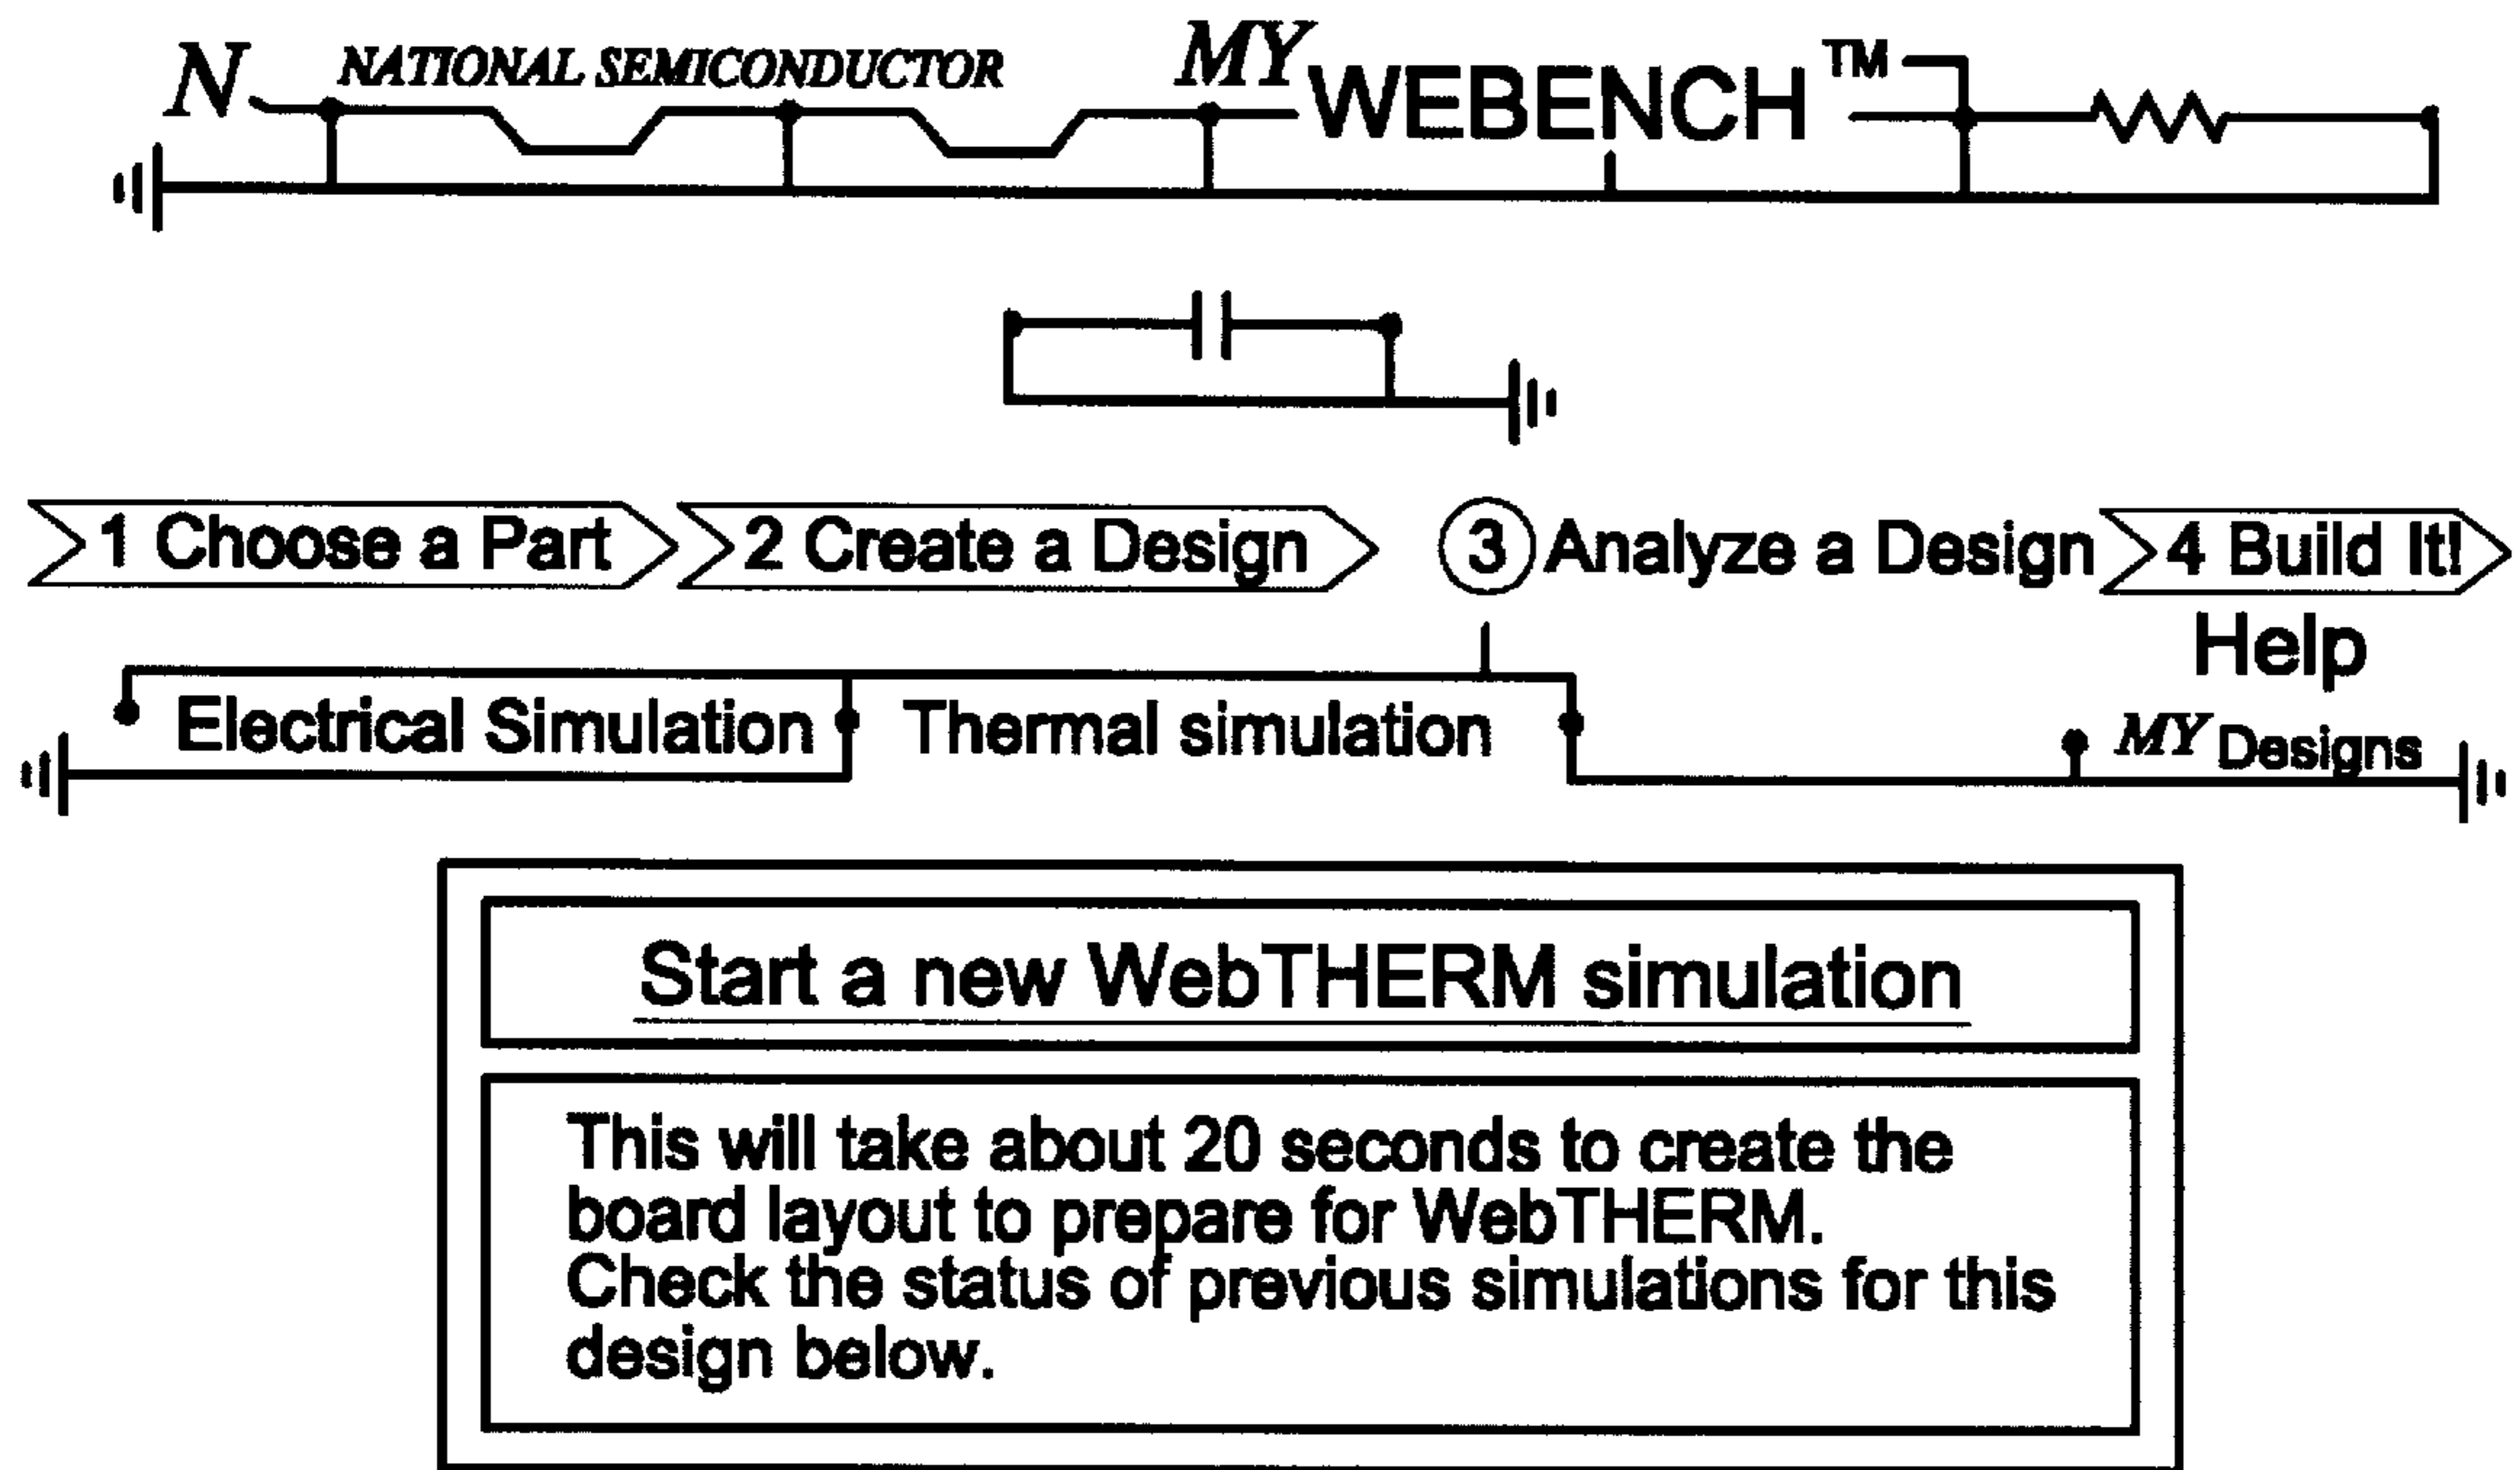 N NATIONAL SEMICONDUCTOR MY WEBENCH™
1 Choose a Part 2 Create a Design 3 Analyze a Design 4 Build It!
Help
Electrical Simulation Thermal simulation MY Designs
Start a new WebTHERM simulation
This will take about 20 seconds to create the
board layout to prepare for WebTHERM.
Check the status of previous simulations for this
design below.